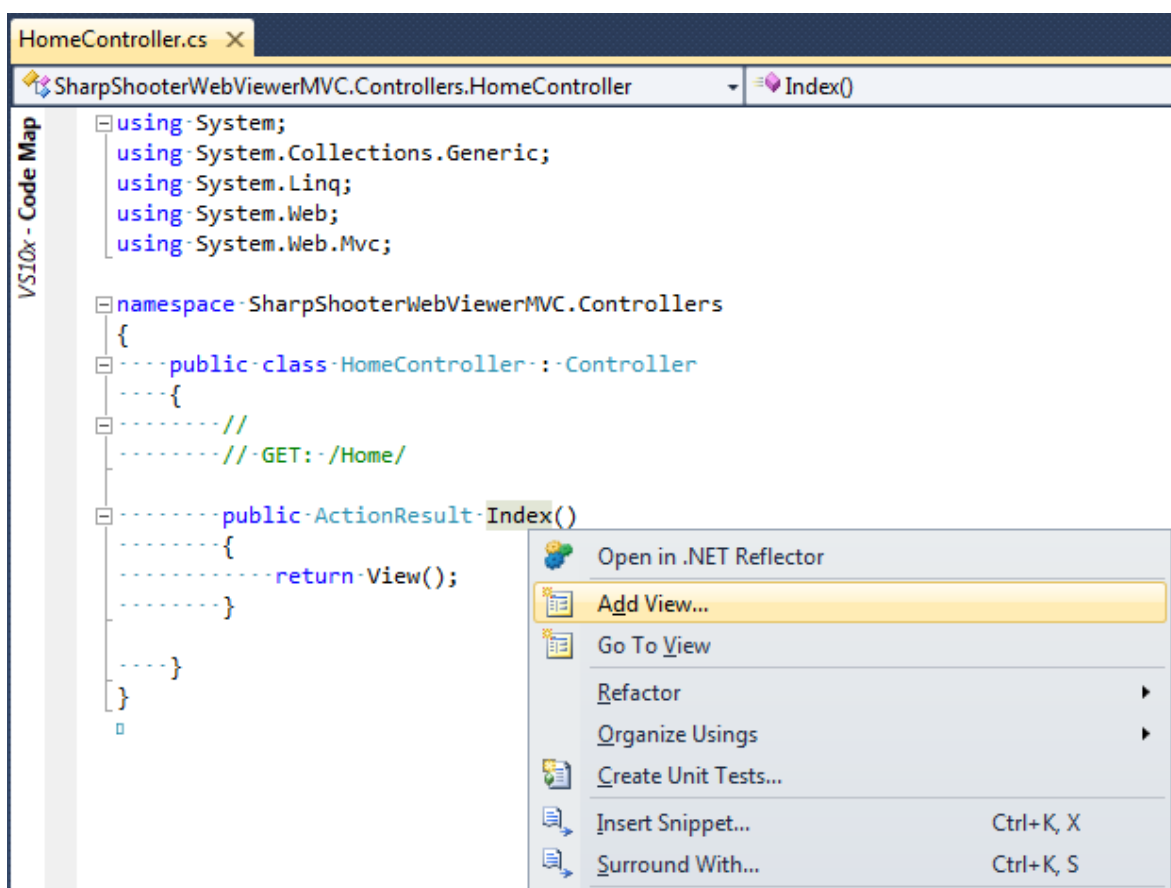 HomeController.cs
SharpShooterWebViewerMVC.Controllers.HomeController
Index()
VS10x - Code Map
using System;
using System.Collections.Generic;
using System.Linq;
using System.Web;
using System.Web.Mvc;
namespace SharpShooterWebViewerMVC.Controllers
{
public class HomeController : Controller
{
//
// GET: /Home/
public ActionResult Index()
{
return View();
}
}
}
Open in .NET Reflector
Add View...
Go To View
Refactor
Organize Usings
Create Unit Tests...
Insert Snippet... Ctrl+K, X
Surround With... Ctrl+K, S